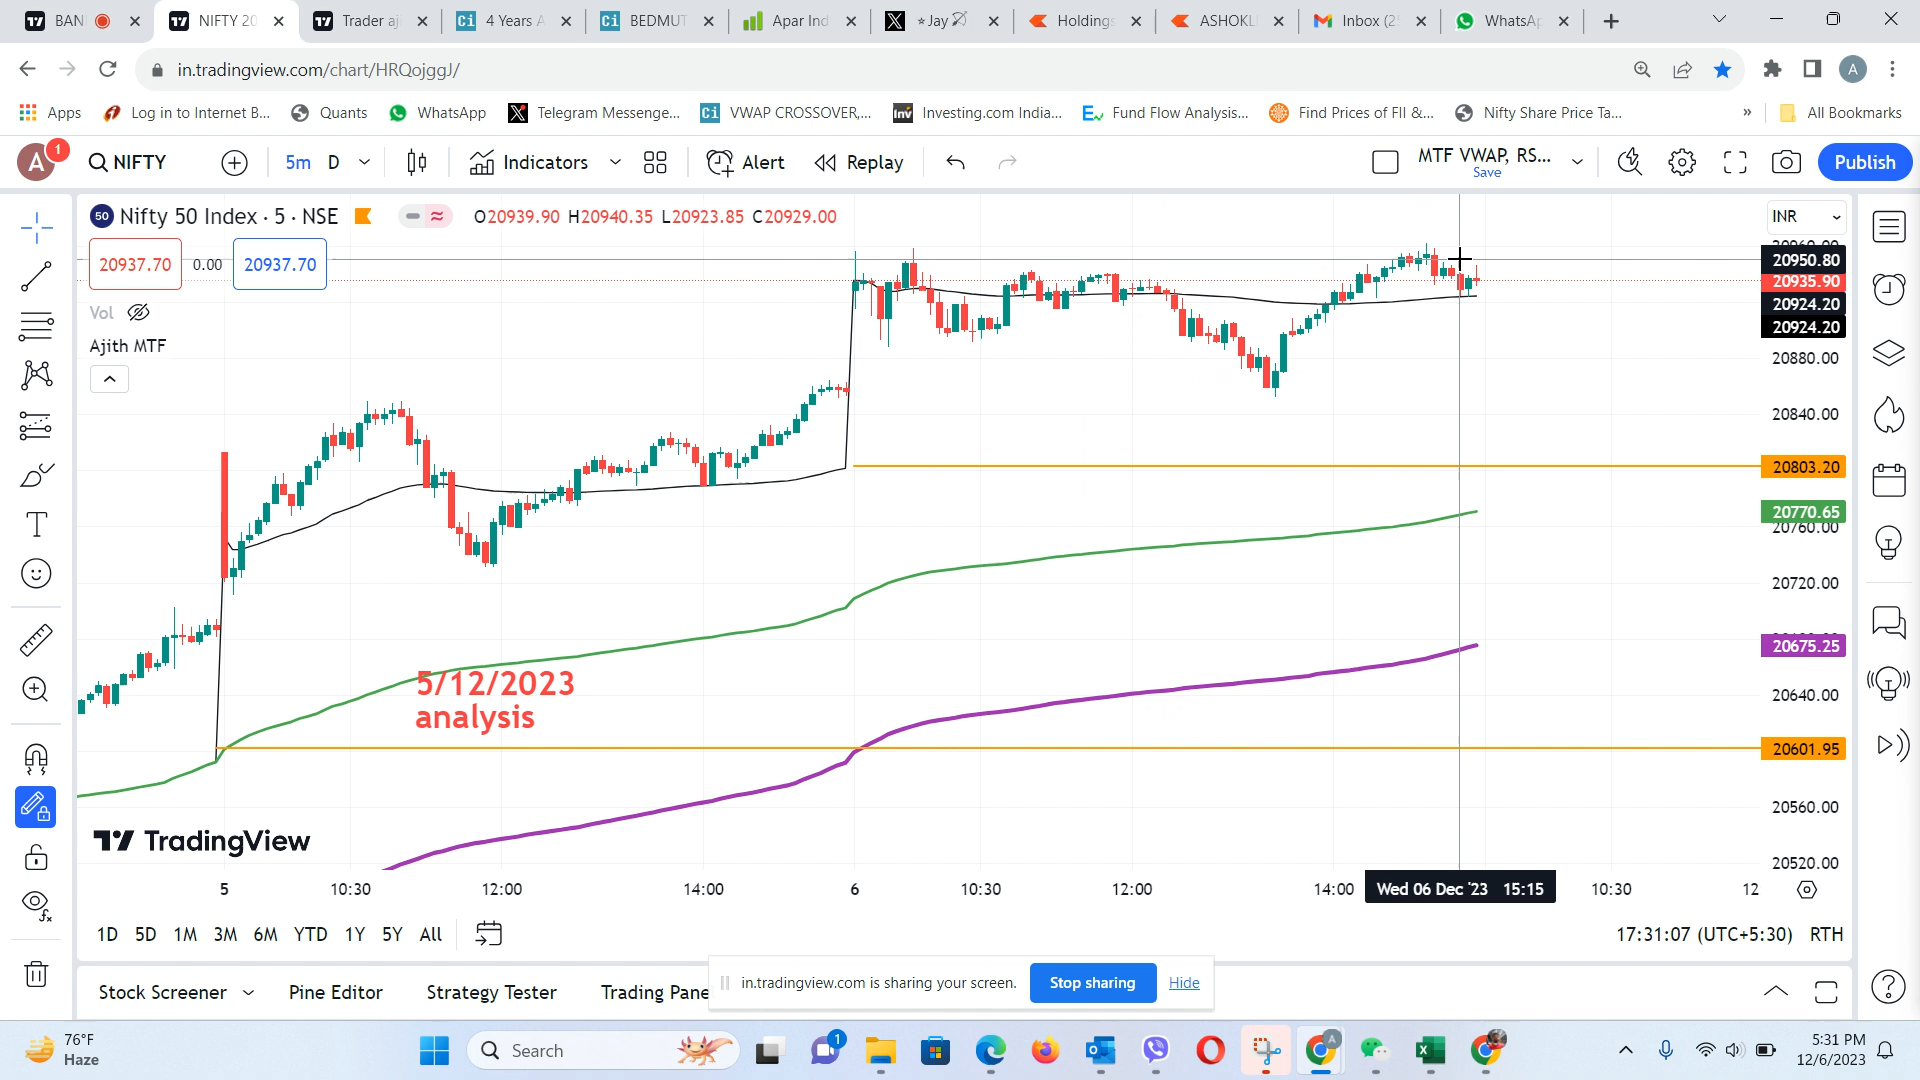 BAN
NIFTY 20
Trader aj
4 Years A
BEDMUT
Apar Ind
Jay
Holdings
ASHOKL
Inbox (2
WhatsAp
in.tradingview.com/chart/HRQojggJ/
A
Apps
Log in to Internet B...
Quants
WhatsApp
Telegram Messenge...
Ci VWAP CROSSOVER,...
Inv Investing.com India...
Fund Flow Analysis...
Find Prices of FII &...
Nifty Share Price Ta...
»
All Bookmarks
A 1
NIFTY
5m D
Indicators
Alert
Replay
MTF VWAP, RS...
Save
Publish
50 Nifty 50 Index · 5 · NSE
O20939.90 H20940.35 L20923.85 C20929.00
INR
20937.70 0.00 20937.70
Vol
Ajith MTF
20950.80
20935.90
20924.20
20924.20
20880.00
20840.00
20803.20
20770.65
20760.00
20720.00
20675.25
20640.00
20601.95
20560.00
20520.00
5/12/2023
analysis
TradingView
5 10:30 12:00 14:00 6 10:30 12:00 14:00 Wed 06 Dec '23 15:15 10:30 12
1D 5D 1M 3M 6M YTD 1Y 5Y All
17:31:07 (UTC+5:30) RTH
Stock Screener
Pine Editor
Strategy Tester
Trading Pane
in.tradingview.com is sharing your screen.
Stop sharing
Hide
76°F
Haze
Search
1
A
5:31 PM
12/6/2023